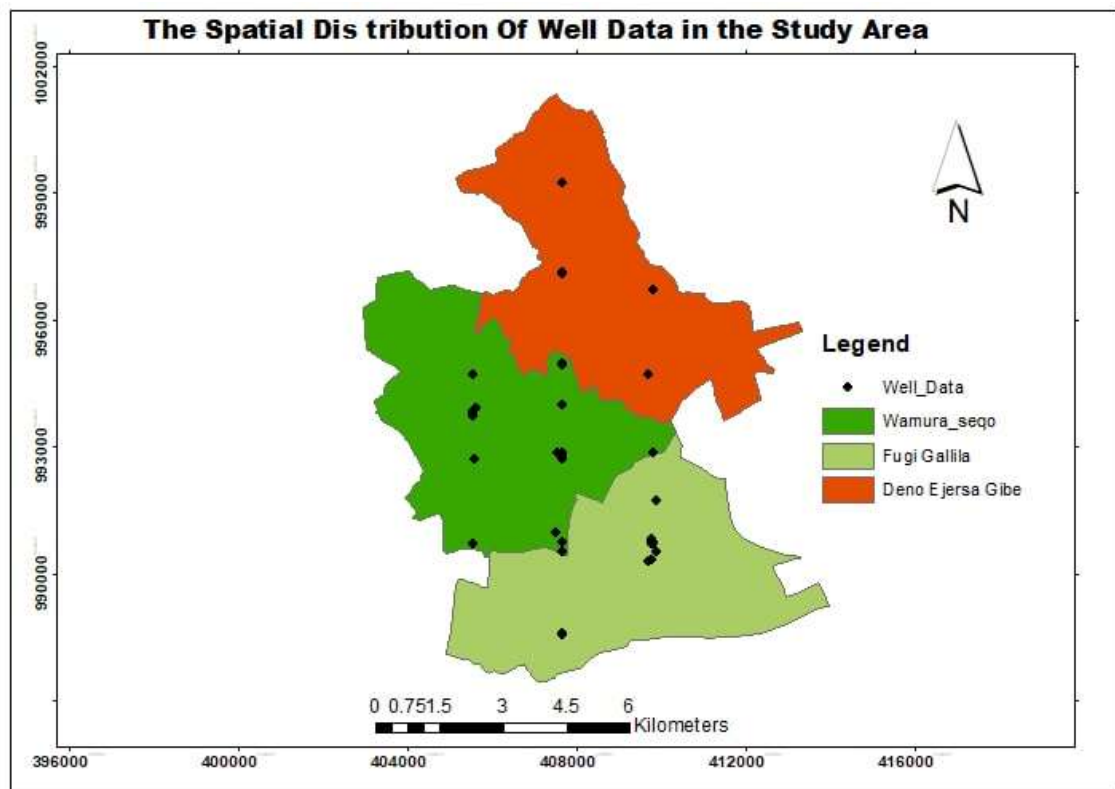 The Spatial Dis tribution Of Well Data in the Study Area
1002000
999000
996000
993000
990000
N
Legend
Well_Data
Wamura_seqo
Fugi Gallila
Deno Ejersa Gibe
0 0.75 1.5 3 4.5 6
Kilometers
396000 400000 404000 408000 412000 416000